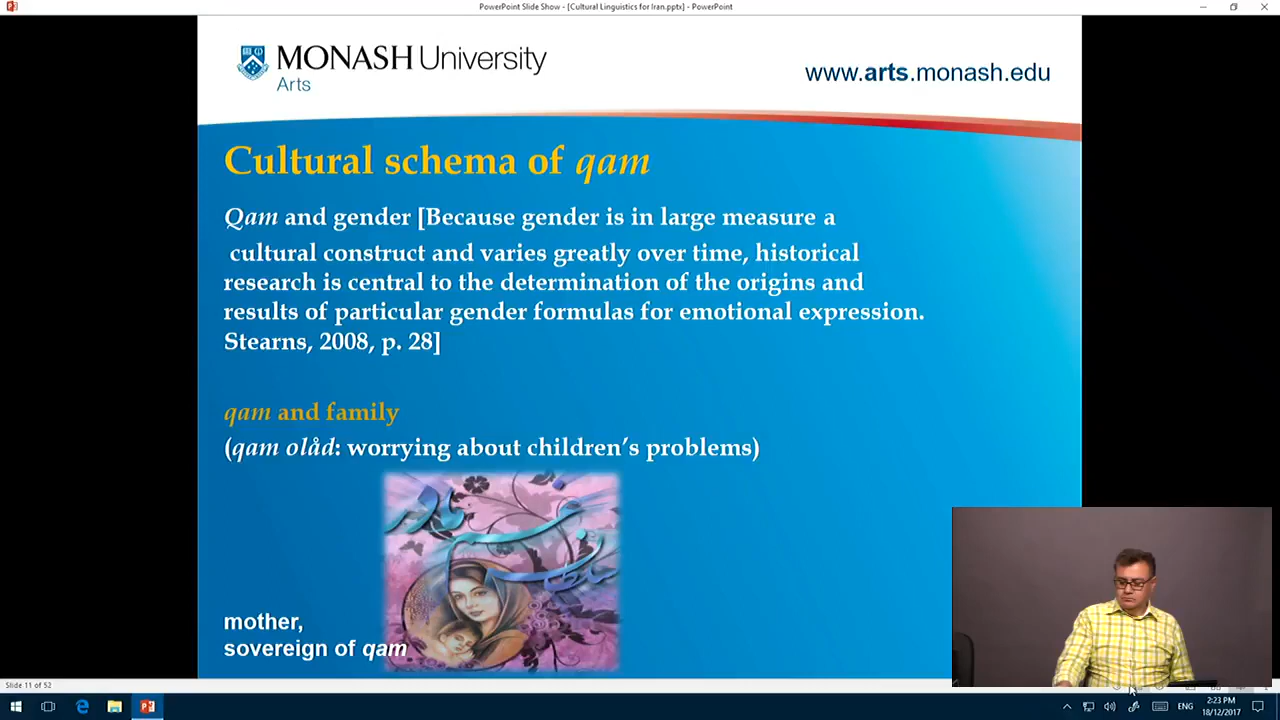 PowerPoint Slide Show - [Cultural Linguistics for Iran.pptx] - PowerPoint
MONASH University
Arts
www.arts.monash.edu
Cultural schema of qam
Qam and gender [Because gender is in large measure a
cultural construct and varies greatly over time, historical
research is central to the determination of the origins and
results of particular gender formulas for emotional expression.
Stearns, 2008, p. 28]
qam and family
(qam olåd: worrying about children's problems)
مادر
سلطان غم
mother,
sovereign of qam
Slide 11 of 52
ENG
2:23 PM
18/12/2017